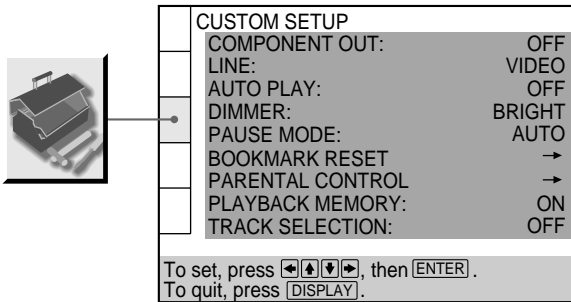 CUSTOM SETUP
COMPONENT OUT: OFF
LINE: VIDEO
AUTO PLAY: OFF
DIMMER: BRIGHT
PAUSE MODE: AUTO
BOOKMARK RESET →
PARENTAL CONTROL →
PLAYBACK MEMORY: ON
TRACK SELECTION: OFF
To set, press ←↑↓→, then ENTER.
To quit, press DISPLAY.